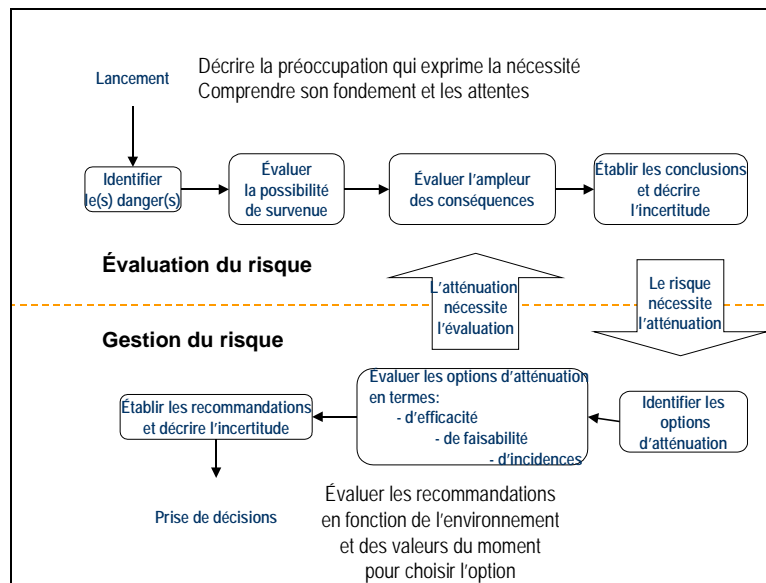 Lancement
Décrire la préoccupation qui exprime la nécessité
Comprendre son fondement et les attentes
Identifier
le(s) danger(s)
Évaluer
la possibilité
de survenue
Évaluer l'ampleur
des conséquences
Établir les conclusions
et décrire
l'incertitude
Évaluation du risque
L'atténuation
nécessite
l'évaluation
Le risque
nécessite
l'atténuation
Gestion du risque
Établir les recommandations
et décrire l'incertitude
Évaluer les options d'atténuation
en termes:
- d'efficacité
- de faisabilité
- d'incidences
Identifier les
options
d'atténuation
Prise de décisions
Évaluer les recommandations
en fonction de l'environnement
et des valeurs du moment
pour choisir l'option